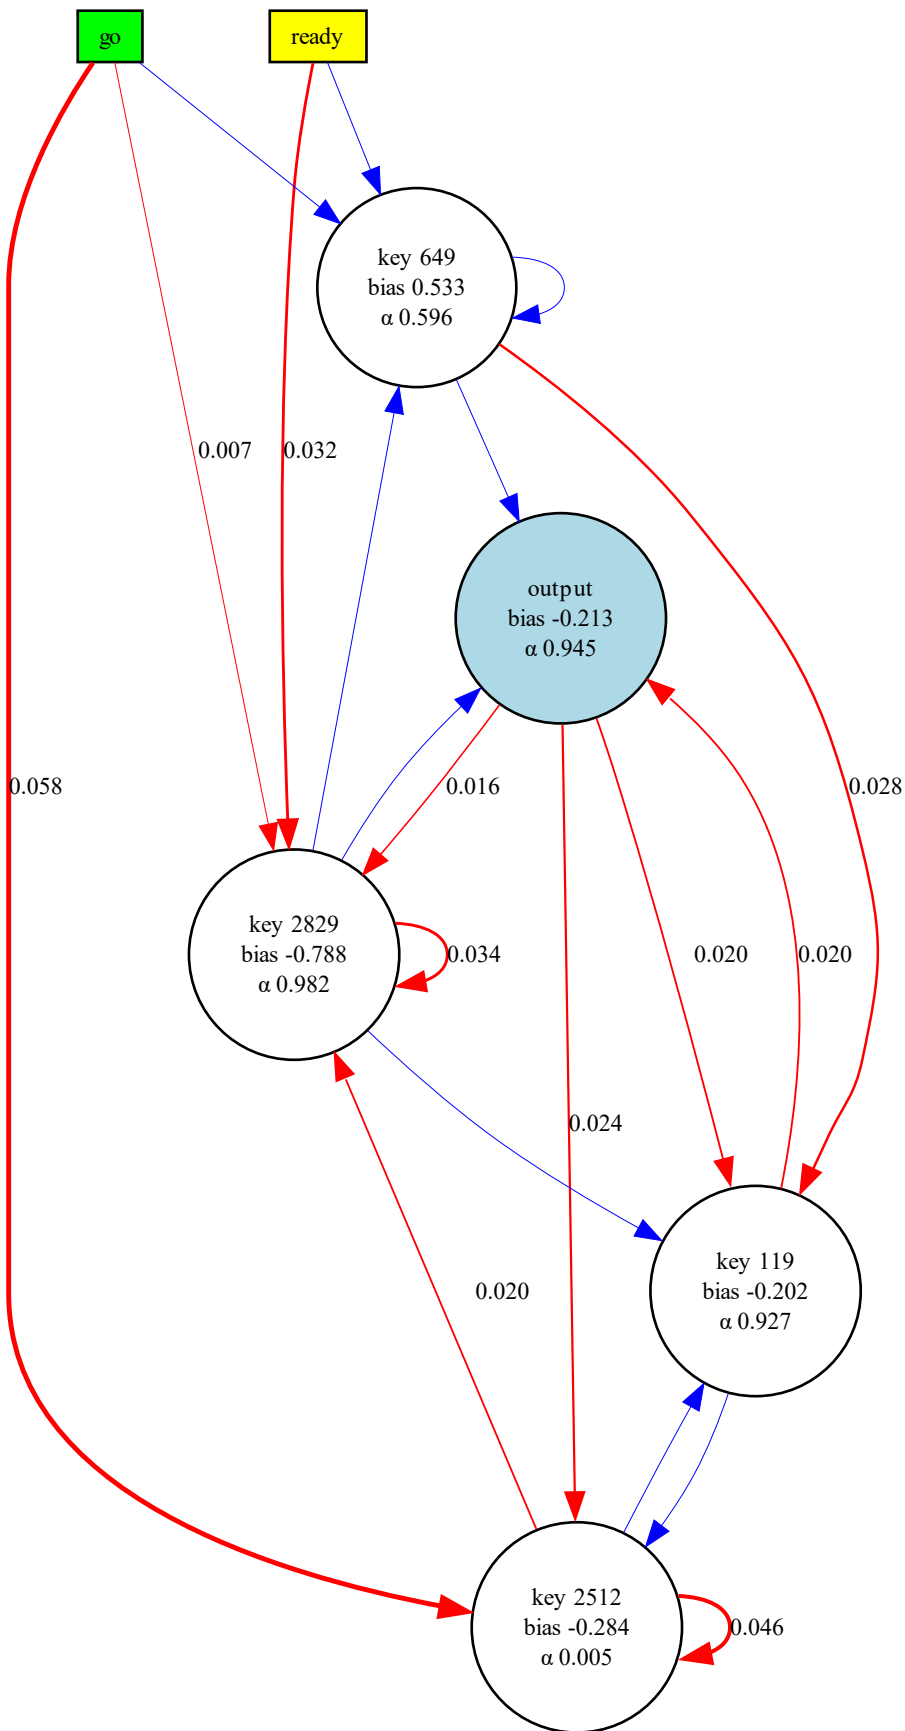 go
ready
key 649
bias 0.533
α 0.596
0.007
0.032
output
bias -0.213
α 0.945
0.058
0.016
0.028
key 2829
bias -0.788
α 0.982
0.034
0.020
0.020
0.024
key 119
bias -0.202
α 0.927
0.020
key 2512
bias -0.284
α 0.005
0.046